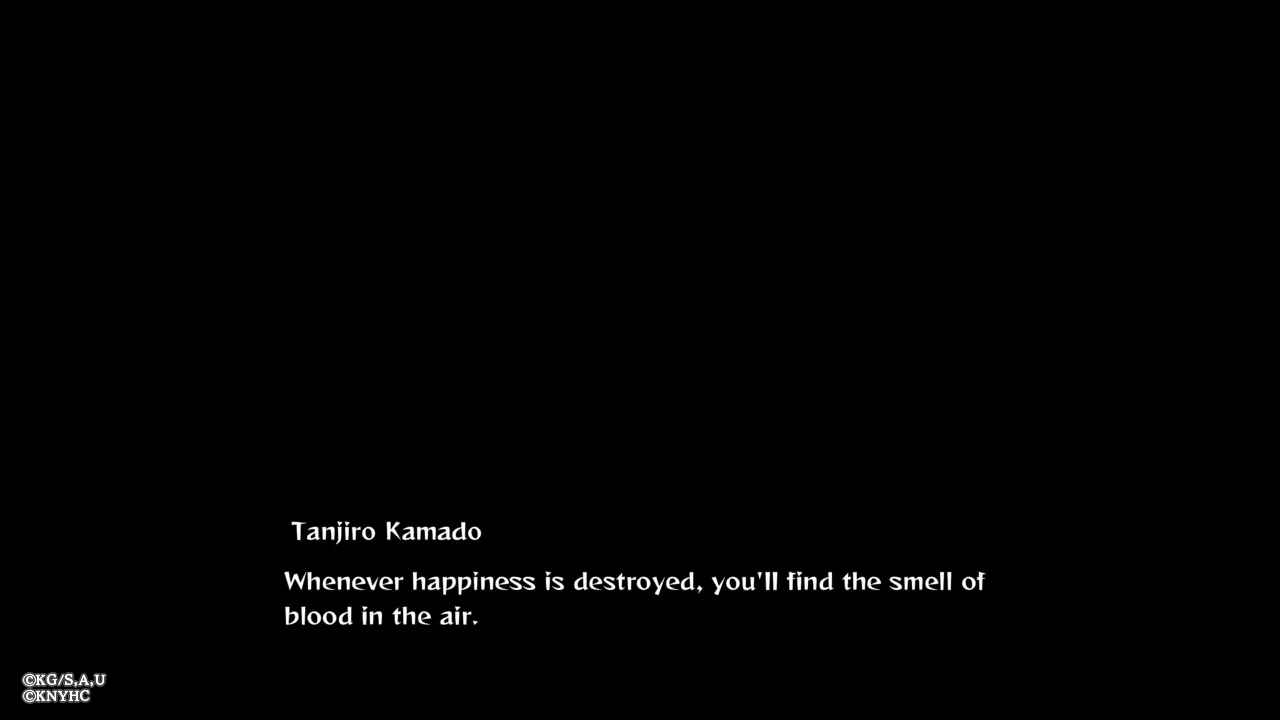 Tanjiro Kamado
Whenever happiness is destroyed, you'll find the smell of
blood in the air.
©KG/S,A,U
©KNYHC